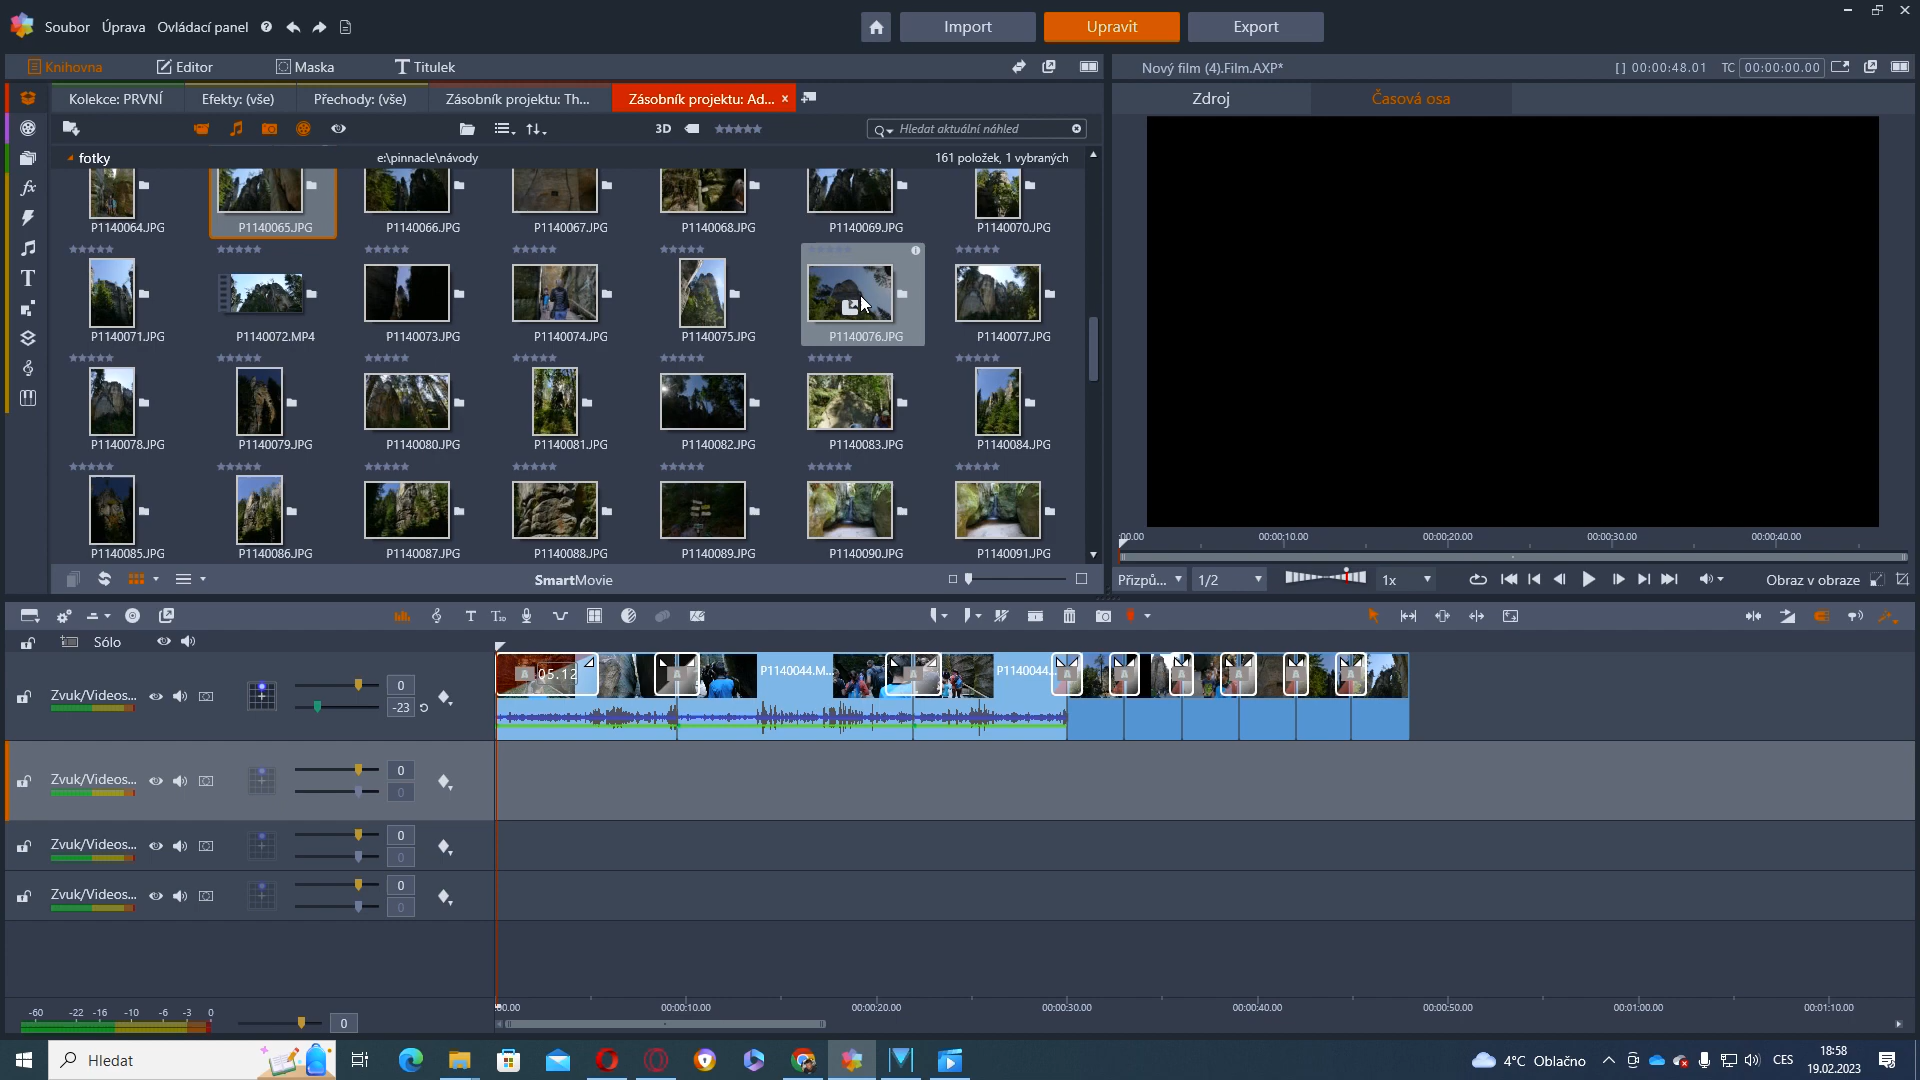 Soubor Úprava Ovládací panel
Import Upravit Export
Knihovna Editor Maska Titulek
Nový film (4).Film.AXP*
[ ] 00:00:48.01 TC 00:00:00.00
Kolekce: PRVNÍ Efekty: (vše) Přechody: (vše) Zásobník projektu: Th... Zásobník projektu: Ad... x
Zdroj Časová osa
3D Hledat aktuální náhled
fotky e:\pinnacle\návody 161 položek, 1 vybraných
P1140064.JPG P1140065.JPG P1140066.JPG P1140067.JPG P1140068.JPG P1140069.JPG P1140070.JPG
P1140071.JPG P1140072.MP4 P1140073.JPG P1140074.JPG P1140075.JPG P1140076.JPG P1140077.JPG
P1140078.JPG P1140079.JPG P1140080.JPG P1140081.JPG P1140082.JPG P1140083.JPG P1140084.JPG
P1140085.JPG P1140086.JPG P1140087.JPG P1140088.JPG P1140089.JPG P1140090.JPG P1140091.JPG
SmartMovie
:00.00 00:00:10.00 00:00:20.00 00:00:30.00 00:00:40.00
Přizpů... 1/2 1x Obraz v obraze
Sólo
Zvuk/Videos... 0 -23
A 05.12 A P1140044.M... A P1140044... A A A A A A
Zvuk/Videos... 0 0
Zvuk/Videos... 0 0
Zvuk/Videos... 0 0
:00.00 00:00:10.00 00:00:20.00 00:00:30.00 00:00:40.00 00:00:50.00 00:01:00.00 00:01:10.00
-60 -22 -16 -10 -6 -3 0
0
Hledat
4°C Oblačno CES
18:58
19.02.2023